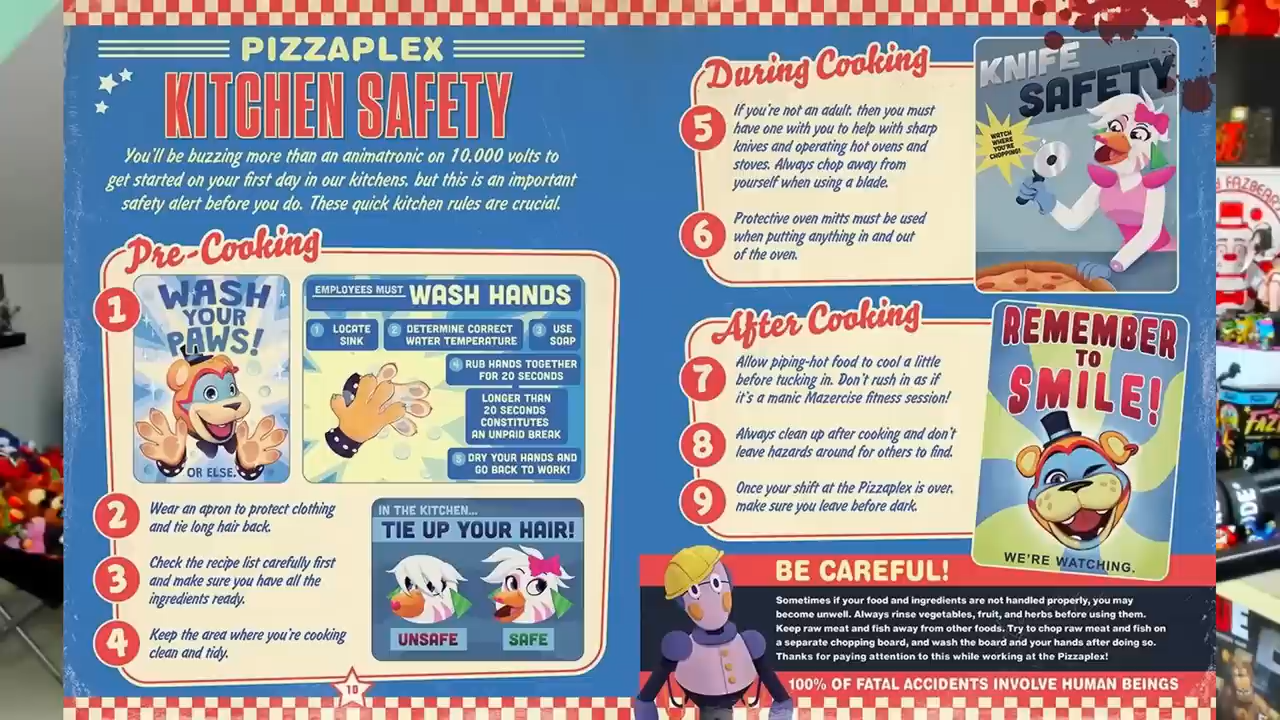 PIZZAPLEX
KITCHEN SAFETY
You'll be buzzing more than an animatronic on 10,000 volts to
get started on your first day in our kitchens, but this is an important
safety alert before you do. These quick kitchen rules are crucial.
Pre-Cooking
1
WASH
YOUR
PAWS!
OR ELSE.
EMPLOYEES MUST WASH HANDS
1 LOCATE
SINK
2 DETERMINE CORRECT
WATER TEMPERATURE
3 USE
SOAP
4 RUB HANDS TOGETHER
FOR 20 SECONDS
LONGER THAN
20 SECONDS
CONSTITUTES
AN UNPAID BREAK
5 DRY YOUR HANDS AND
GO BACK TO WORK!
2
Wear an apron to protect clothing
and tie long hair back.
3
Check the recipe list carefully first
and make sure you have all the
ingredients ready.
4
Keep the area where you're cooking
clean and tidy.
IN THE KITCHEN...
TIE UP YOUR HAIR!
UNSAFE
SAFE
10
During Cooking
5
If you're not an adult, then you must
have one with you to help with sharp
knives and operating hot ovens and
stoves. Always chop away from
yourself when using a blade.
6
Protective oven mitts must be used
when putting anything in and out
of the oven.
KNIFE
SAFETY
WATCH
WHERE
YOU'RE
CHOPPING!
After Cooking
7
Allow piping-hot food to cool a little
before tucking in. Don't rush in as if
it's a manic Mazercise fitness session!
8
Always clean up after cooking and don't
leave hazards around for others to find.
9
Once your shift at the Pizzaplex is over,
make sure you leave before dark.
REMEMBER
TO
SMILE!
WE'RE WATCHING.
BE CAREFUL!
Sometimes if your food and ingredients are not handled properly, you may
become unwell. Always rinse vegetables, fruit, and herbs before using them.
Keep raw meat and fish away from other foods. Try to chop raw meat and fish on
a separate chopping board, and wash the board and your hands after doing so.
Thanks for paying attention to this while working at the Pizzaplex!
100% OF FATAL ACCIDENTS INVOLVE HUMAN BEINGS